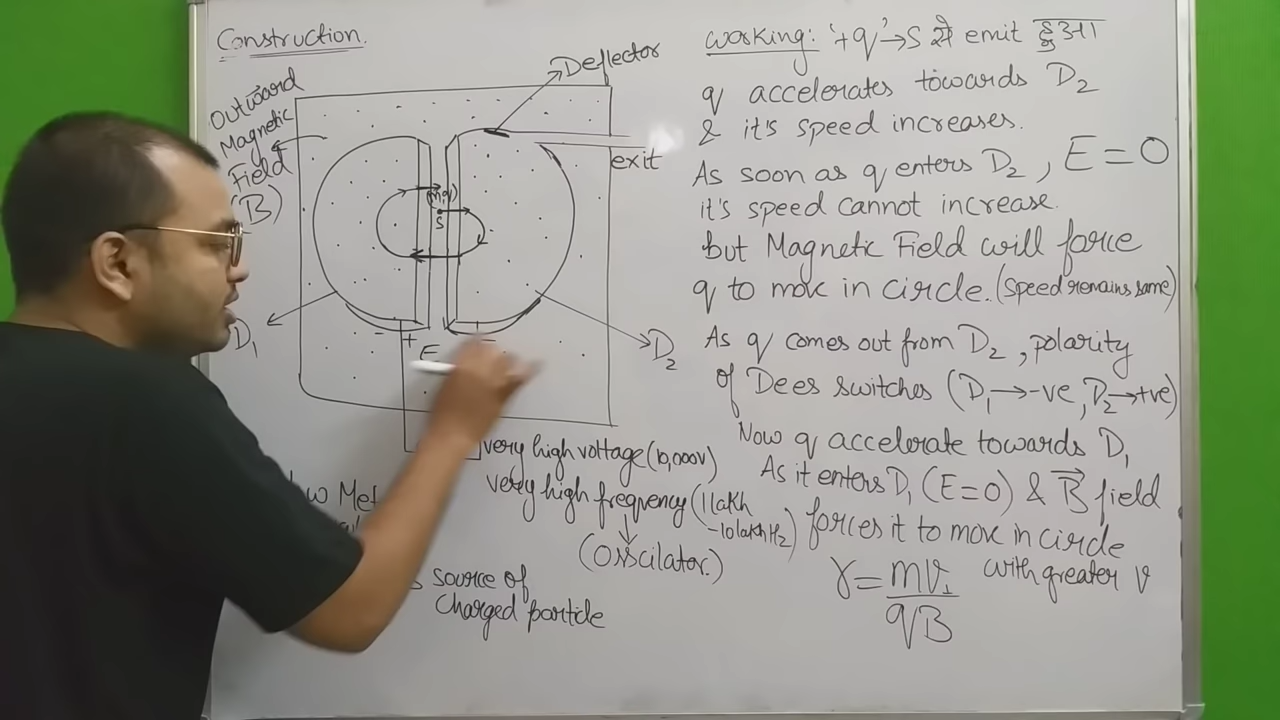 Construction.
Deflector
Outward
Magnetic
Field
(B)
exit
(m,q)
S
D1
D2
+
−
E
very high voltage (10,000V)
very high frequency (1 lakh
-10 lakh Hz)
(Osscilator)
source of
Charged particle
working: '+q' → S से emit हुआ
q accelerates towards D2
& it's speed increases.
As soon as q enters D2, E = 0
it's speed cannot increase.
but Magnetic Field will force
q to move in circle. (Speed remains same)
As q comes out from D2, polarity
of Dees switches (D1 → -ve, D2 → +ve)
Now q accelerate towards D1
As it enters D1 (E=0) & B⃗ field
forces it to move in circle
with greater v
r = mv⊥/qB